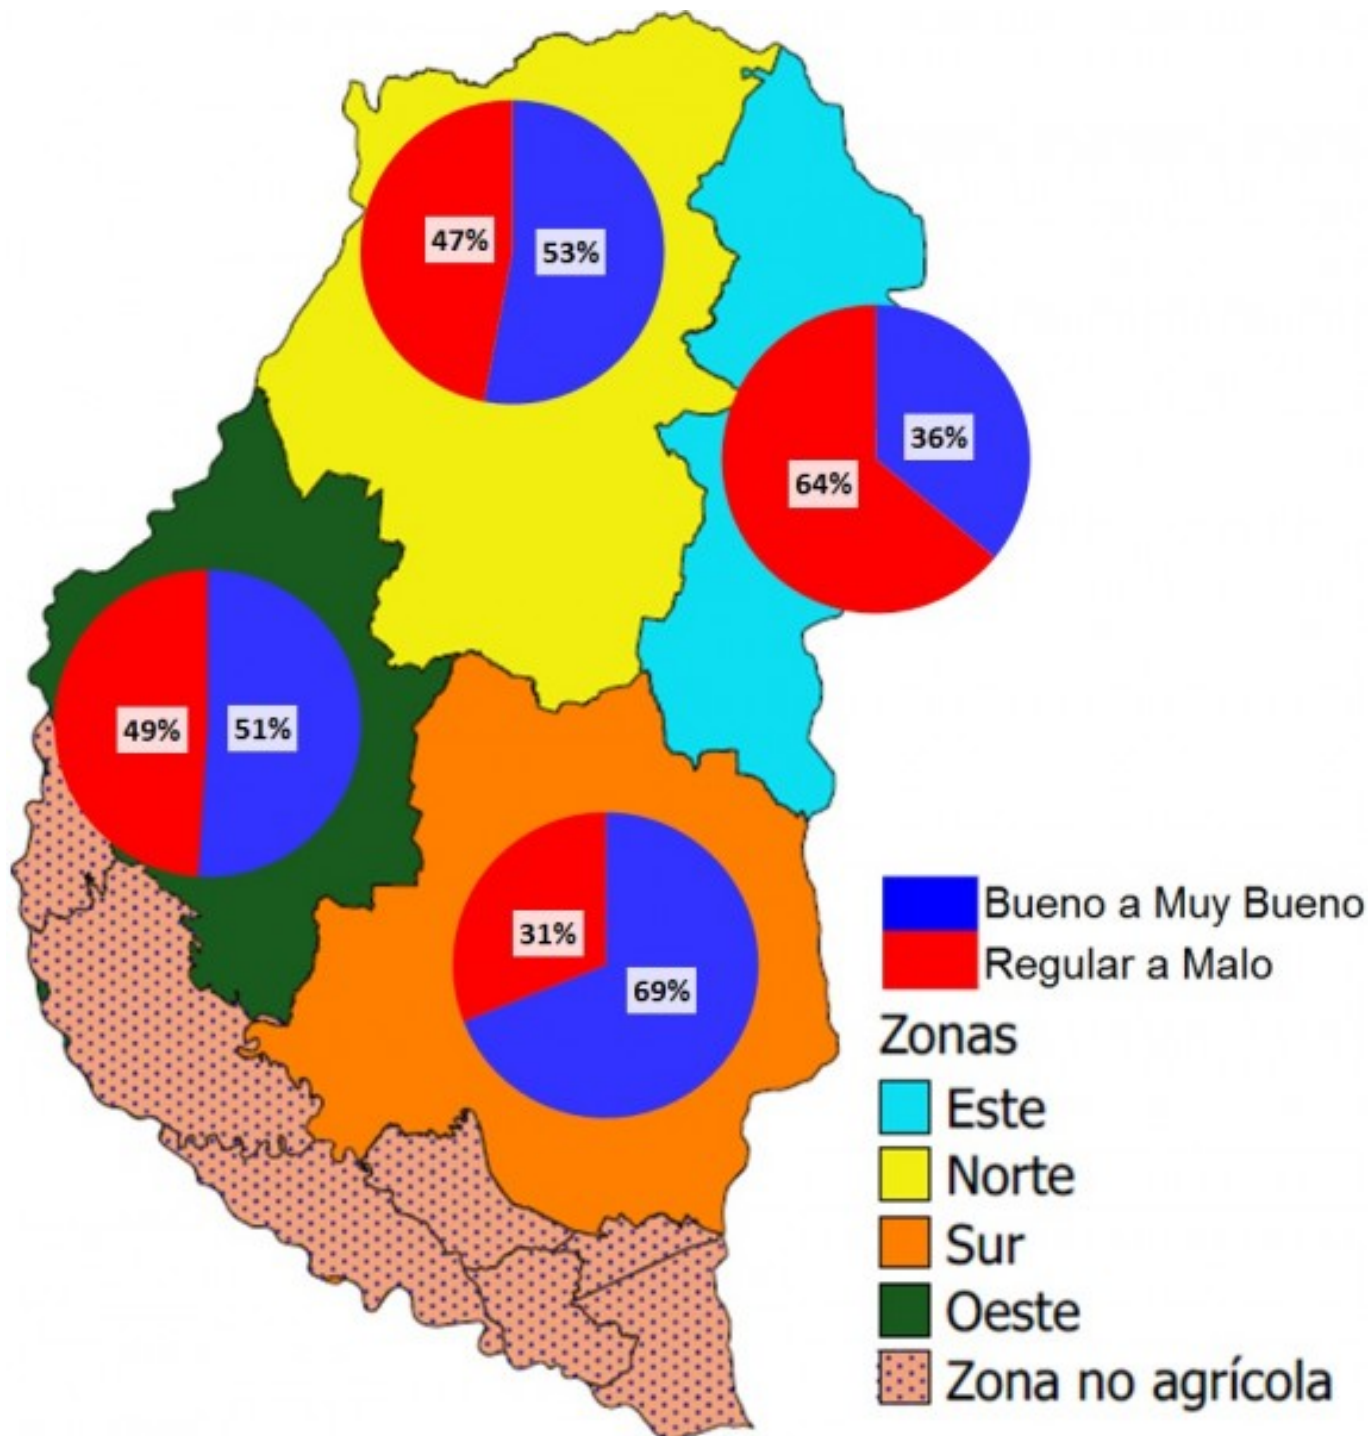 47%
53%
36%
64%
49%
51%
31%
69%
Bueno a Muy Bueno
Regular a Malo
Zonas
Este
Norte
Sur
Oeste
Zona no agrícola